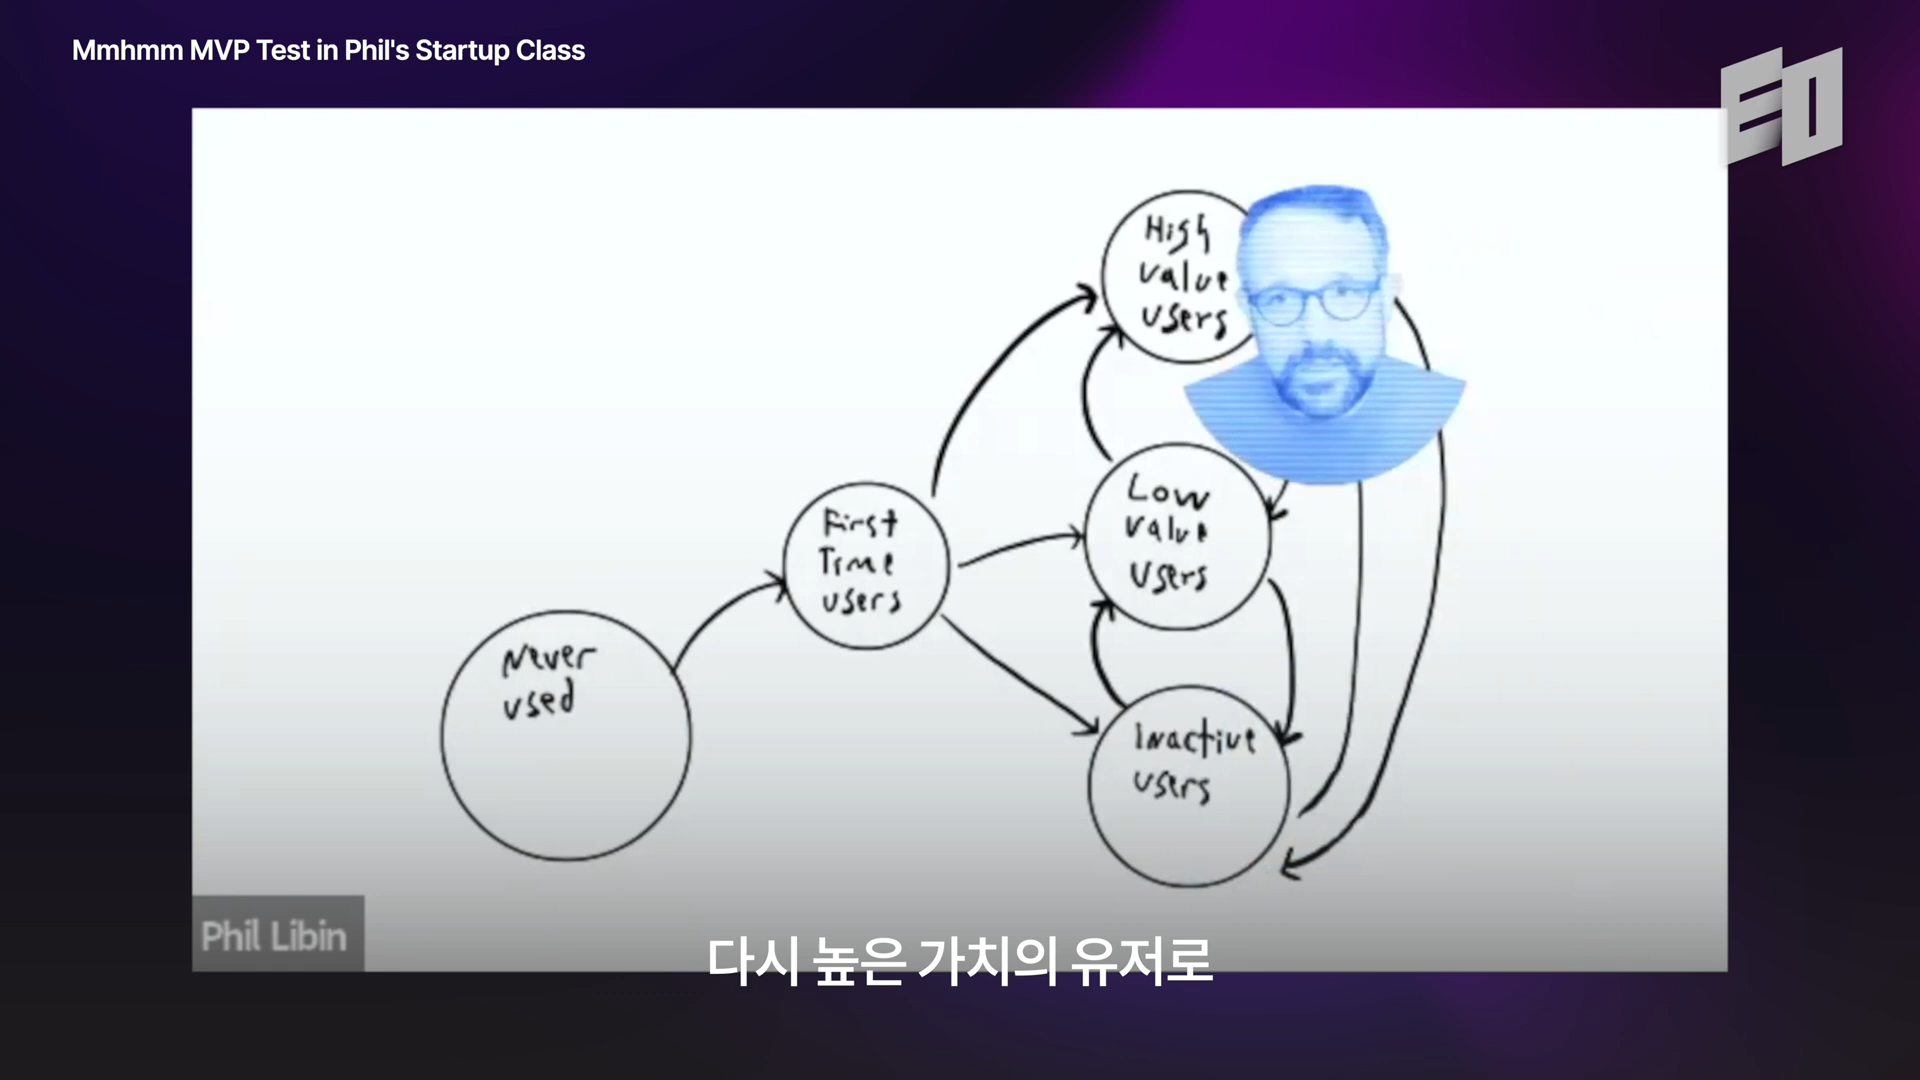 Mmhmm MVP Test in Phil's Startup Class
EO
High
value
users
Low
value
users
First
Time
users
Never
used
Inactive
users
Phil Libin
다시 높은 가치의 유저로